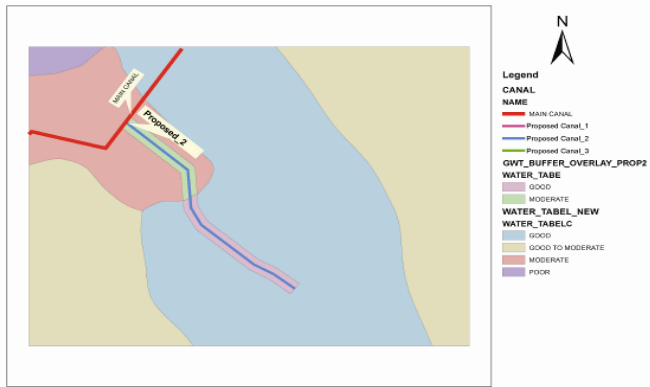 MAIN CANAL
Proposed_2
N
Legend
CANAL
NAME
MAIN CANAL
Proposed Canal_1
Proposed Canal_2
Proposed Canal_3
GWT_BUFFER_OVERLAY_PROP2
WATER_TABE
GOOD
MODERATE
WATER_TABEL_NEW
WATER_TABELC
GOOD
GOOD TO MODERATE
MODERATE
POOR